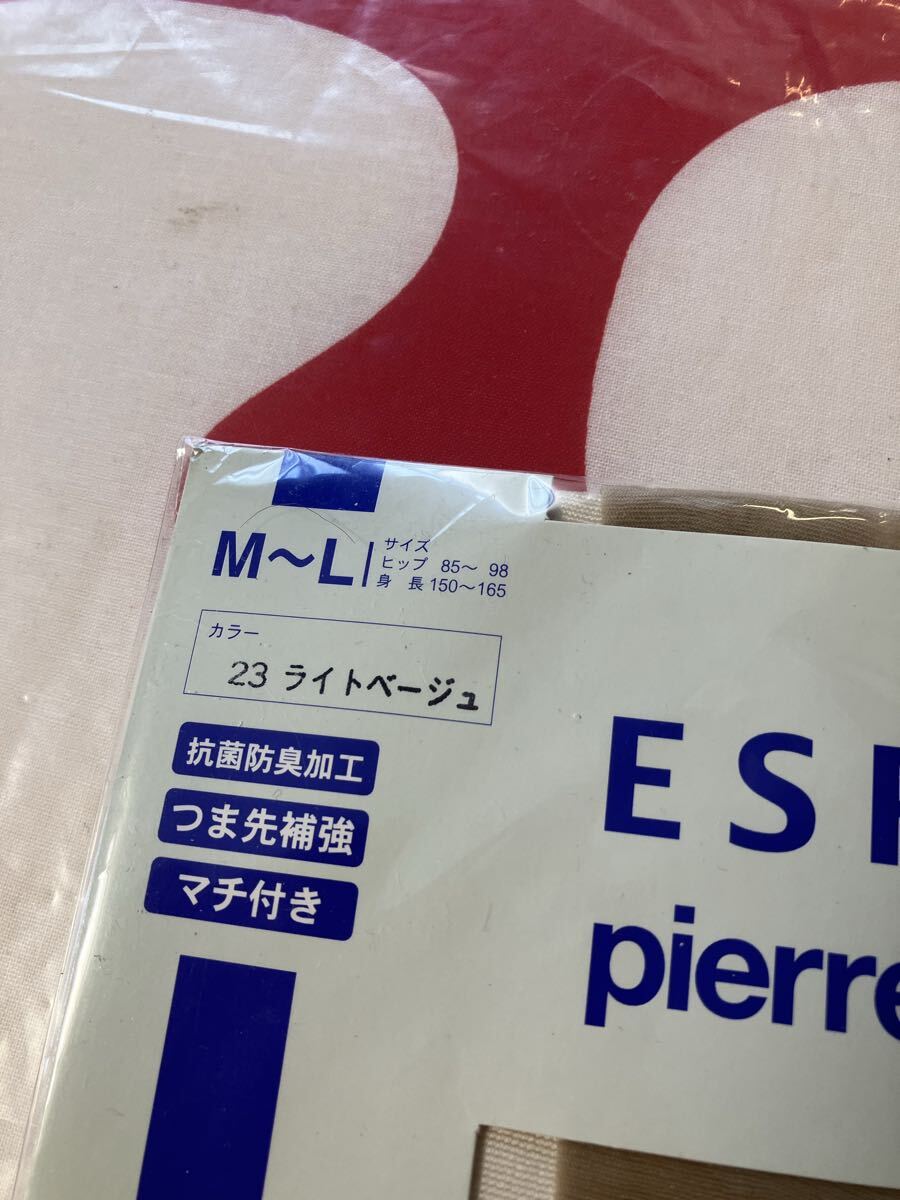 M～L
サイズ
ヒップ 85～ 98
身 長 150～165
カラー
23 ライトベージュ
抗菌防臭加工
つま先補強
マチ付き
ES
pierre